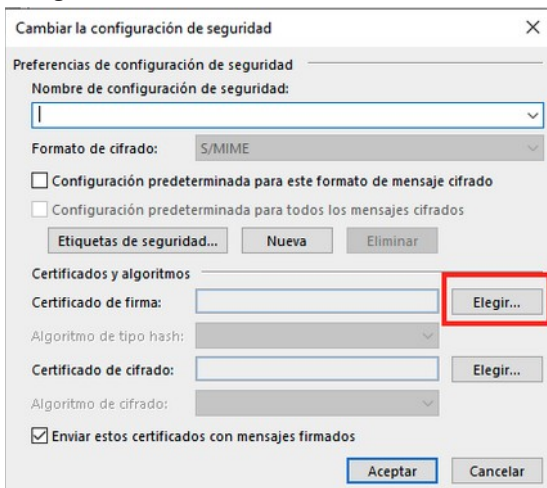 Cambiar la configuración de seguridad
Preferencias de configuración de seguridad
Nombre de configuración de seguridad:
Formato de cifrado: S/MIME
Configuración predeterminada para este formato de mensaje cifrado
Configuración predeterminada para todos los mensajes cifrados
Etiquetas de seguridad... Nueva Eliminar
Certificados y algoritmos
Certificado de firma: Elegir...
Algoritmo de tipo hash:
Certificado de cifrado: Elegir...
Algoritmo de cifrado:
Enviar estos certificados con mensajes firmados
Aceptar Cancelar